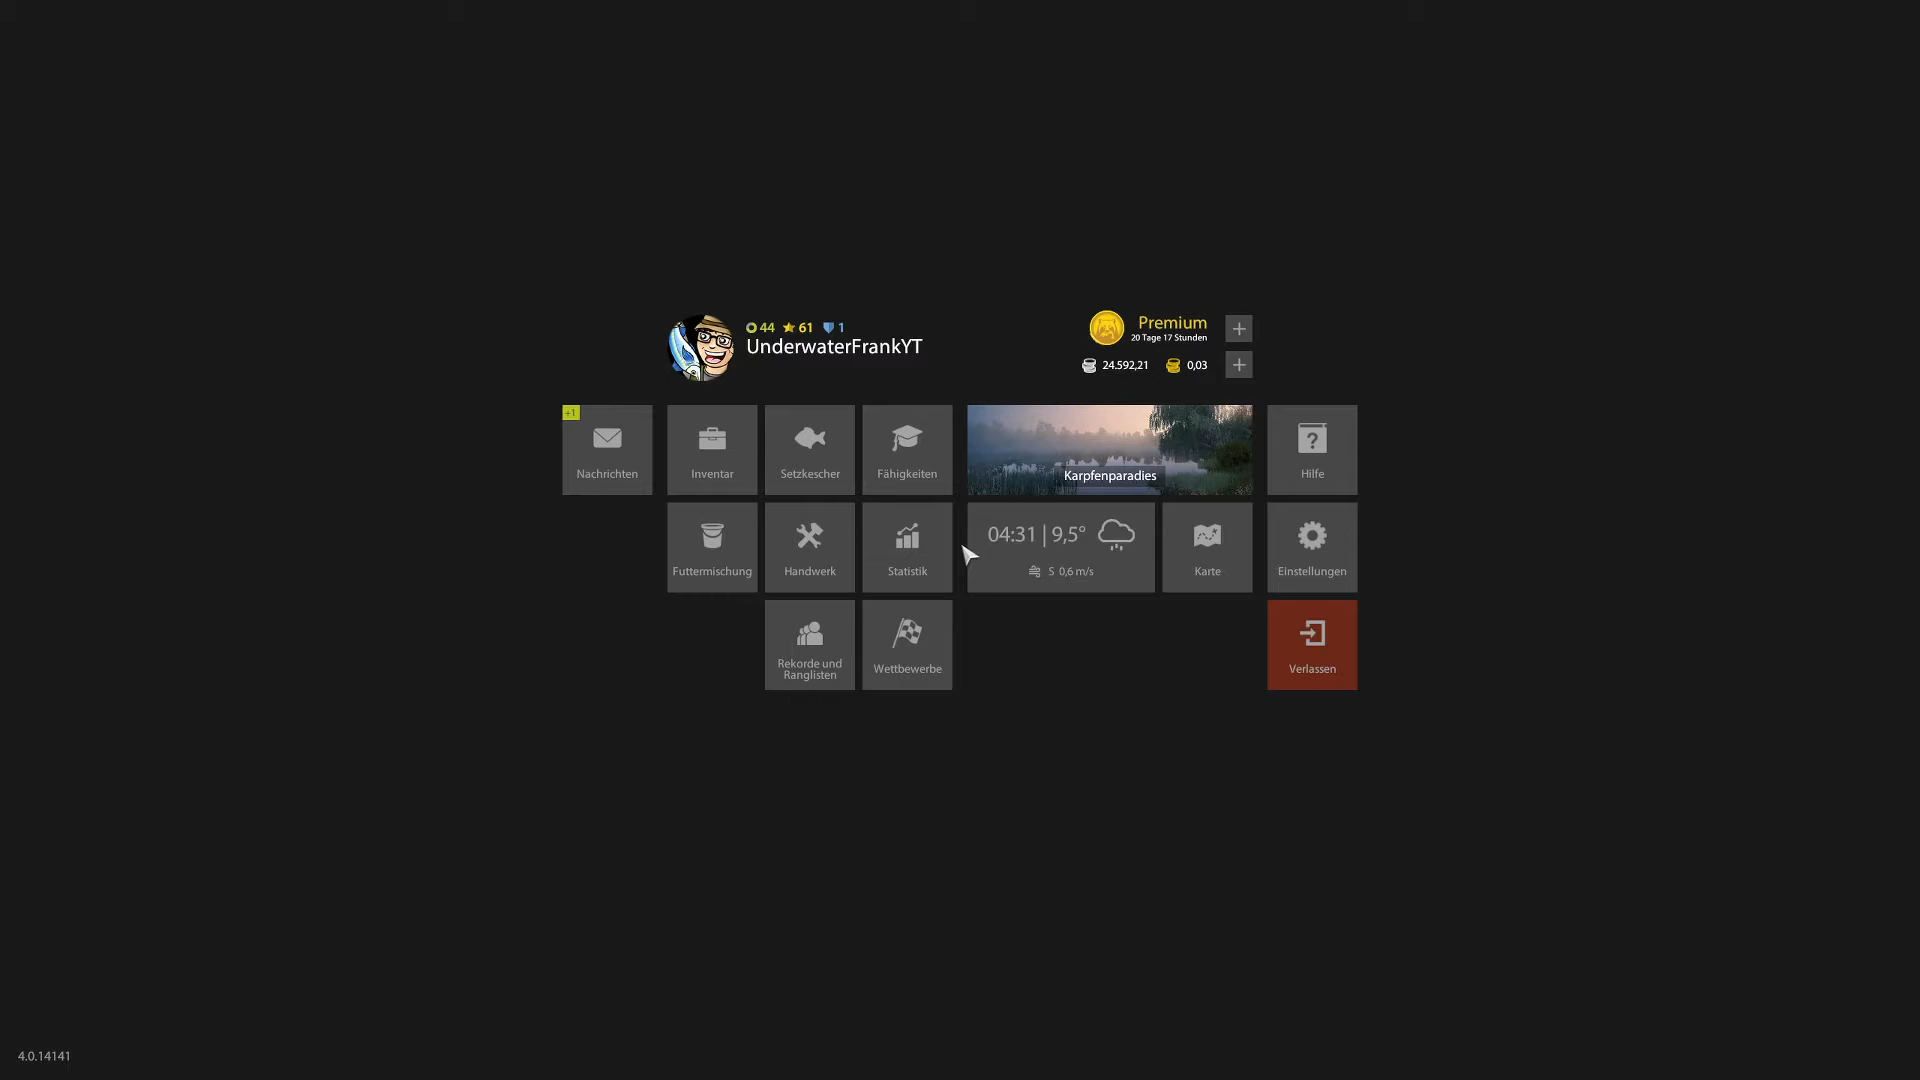 44 61 1
UnderwaterFrankYT
Premium
20 Tage 17 Stunden
24.592,21 0,03
+1
Nachrichten
Inventar
Setzkescher
Fähigkeiten
Karpfenparadies
Hilfe
Futtermischung
Handwerk
Statistik
04:31 | 9,5°
S 0,6 m/s
Karte
Einstellungen
Rekorde und
Ranglisten
Wettbewerbe
Verlassen
4.0.14141